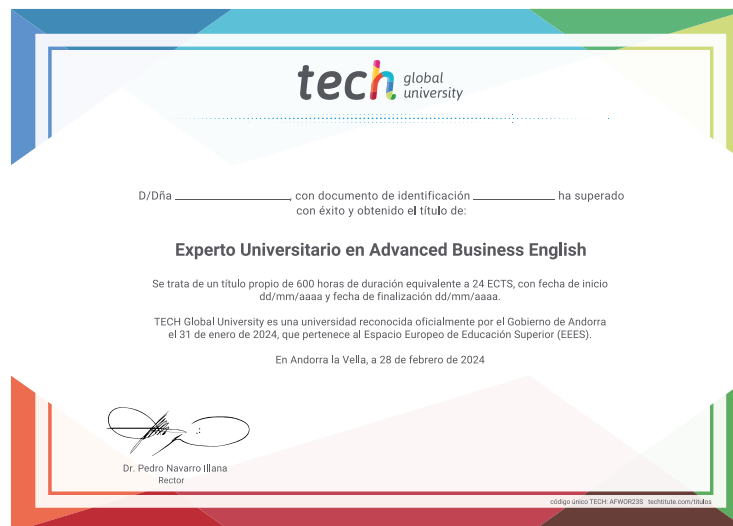 tech global university
D/Dña ____________, con documento de identificación ____________ ha superado
con éxito y obtenido el título de:
Experto Universitario en Advanced Business English
Se trata de un título propio de 600 horas de duración equivalente a 24 ECTS, con fecha de inicio
dd/mm/aaaa y fecha de finalización dd/mm/aaaa.
TECH Global University es una universidad reconocida oficialmente por el Gobierno de Andorra
el 31 de enero de 2024, que pertenece al Espacio Europeo de Educación Superior (EEES).
En Andorra la Vella, a 28 de febrero de 2024
Dr. Pedro Navarro Illana
Rector
código único TECH: AFWOR23S techtitute.com/titulos